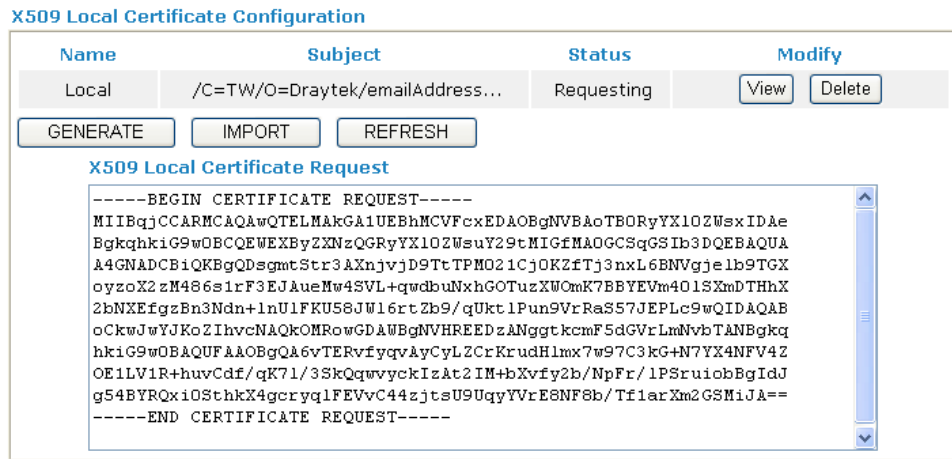 X509 Local Certificate Configuration
Name Subject Status Modify
Local /C=TW/O=Draytek/emailAddress... Requesting View Delete
GENERATE IMPORT REFRESH
X509 Local Certificate Request
-----BEGIN CERTIFICATE REQUEST-----
MIIBqjCCARMCAQAwQTELMAkGA1UEBhMCVFcxEDAOBgNVBAoTB0RyYXl0ZWsxIDAe
BgkqhkiG9w0BCQEWEXByZXNzQGRyYXl0ZWsuY29tMIGfMA0GCSqGSIb3DQEBAQUA
A4GNADCBiQKBgQDsgmtStr3AXnjvjD9TtTPM021Cj0KZfTj3nxL6BNVgjelb9TGX
oyzoX2zM486s1rF3EJAueMw4SVL+qwdbuNxhGOTuzXWOmK7BBYEVm4O1SXmDTHhX
2bNXEfgzBn3Ndn+lnUlFKU58JWl6rtZb9/qUktlPun9VrRaS57JEPLc9wQIDAQAB
oCkwJwYJKoZIhvcNAQkOMRowGDAWBgNVHREEDzANggtkcmF5dGVrLmNvbTANBgkq
hkiG9w0BAQUFAAOBgQA6vTERvfyqvAyCyLZCrKrudHlmx7w97C3kG+N7YX4NFV4Z
OE1LV1R+huvCdf/qK7l/3SkQqwvyckIzAt2IM+bXvfy2b/NpFr/lPSruiobBgIdJ
g54BYRQxiOSthkX4gcryqlFEVvC44zjtsU9UqyYVrE8NF8b/Tf1arXm2GSMiJA==
-----END CERTIFICATE REQUEST-----